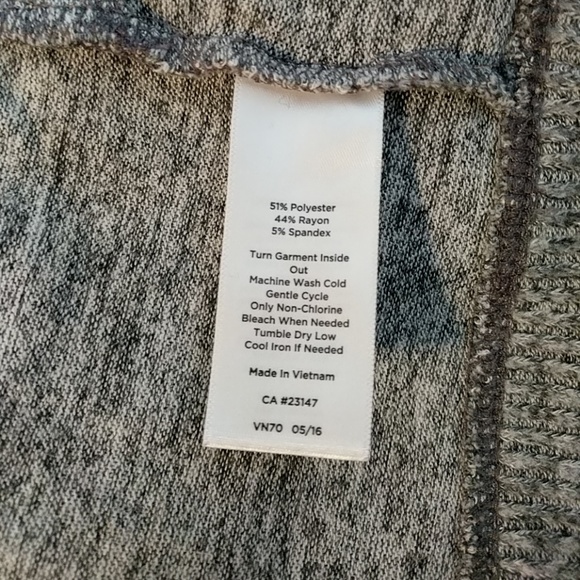 51% Polyester
44% Rayon
5% Spandex
Turn Garment Inside
Out
Machine Wash Cold
Gentle Cycle
Only Non-Chlorine
Bleach When Needed
Tumble Dry Low
Cool Iron If Needed
Made In Vietnam
CA #23147
VN70 05/16